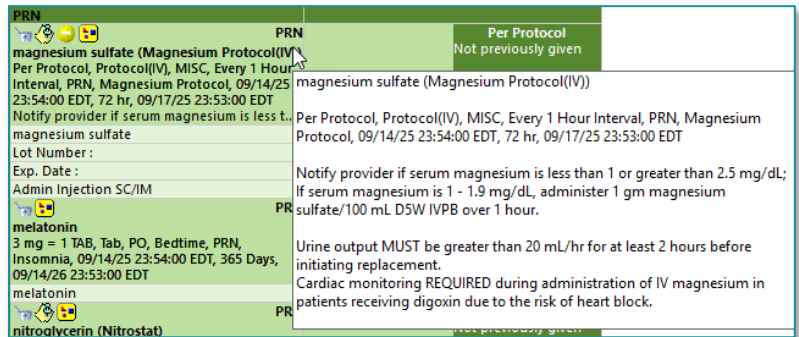 PRN
PRN
magnesium sulfate (Magnesium Protocol(IV))
Per Protocol, Protocol(IV), MISC, Every 1 Hour
Interval, PRN, Magnesium Protocol, 09/14/25
23:54:00 EDT, 72 hr, 09/17/25 23:53:00 EDT
Notify provider if serum magnesium is less t...
Per Protocol
Not previously given
magnesium sulfate
Lot Number :
Exp. Date :
Admin Injection SC/IM
PR
melatonin
3 mg = 1 TAB, Tab, PO, Bedtime, PRN,
Insomnia, 09/14/25 23:54:00 EDT, 365 Days,
09/14/26 23:53:00 EDT
melatonin
PR
nitroglycerin (Nitrostat)
magnesium sulfate (Magnesium Protocol(IV))
Per Protocol, Protocol(IV), MISC, Every 1 Hour Interval, PRN, Magnesium
Protocol, 09/14/25 23:54:00 EDT, 72 hr, 09/17/25 23:53:00 EDT
Notify provider if serum magnesium is less than 1 or greater than 2.5 mg/dL;
If serum magnesium is 1 - 1.9 mg/dL, administer 1 gm magnesium
sulfate/100 mL D5W IVPB over 1 hour.
Urine output MUST be greater than 20 mL/hr for at least 2 hours before
initiating replacement.
Cardiac monitoring REQUIRED during administration of IV magnesium in
patients receiving digoxin due to the risk of heart block.